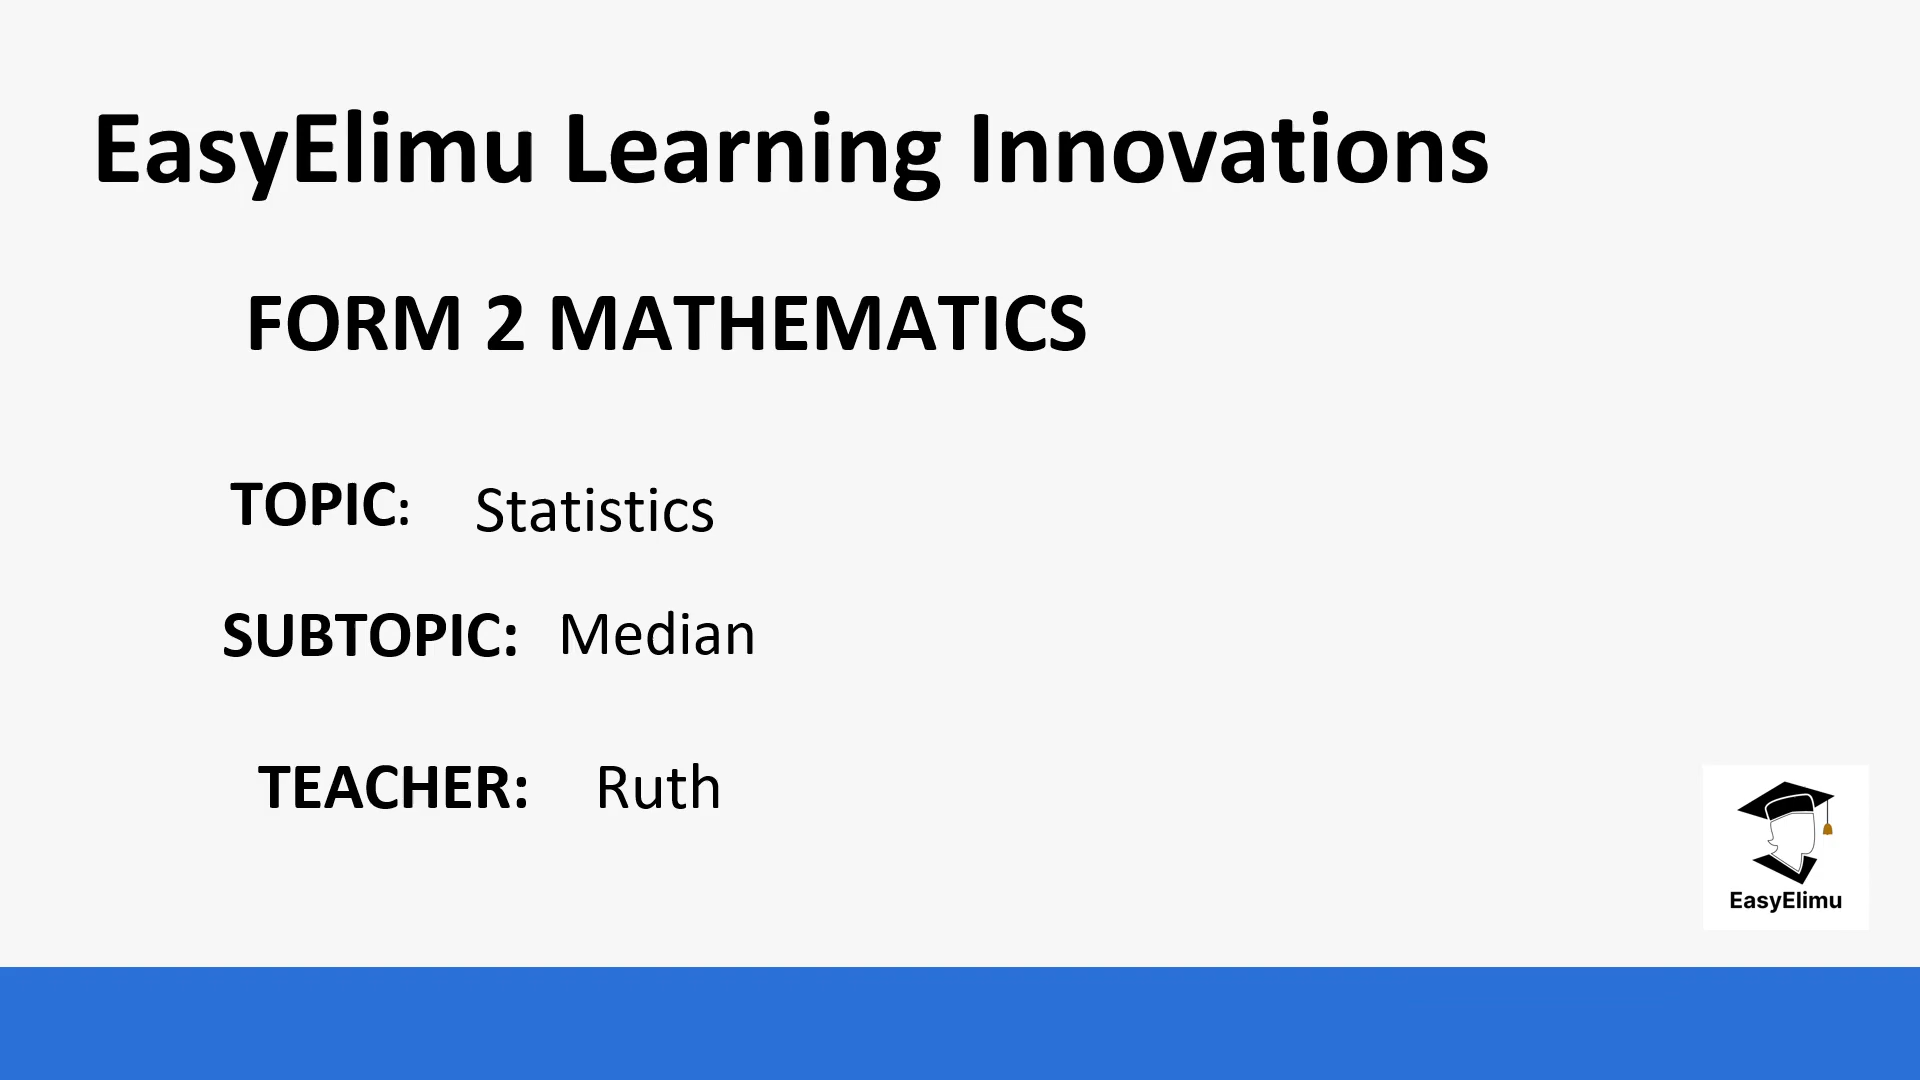 EasyElimu Learning Innovations
FORM 2 MATHEMATICS
TOPIC: Statistics
SUBTOPIC: Median
TEACHER: Ruth
EasyElimu